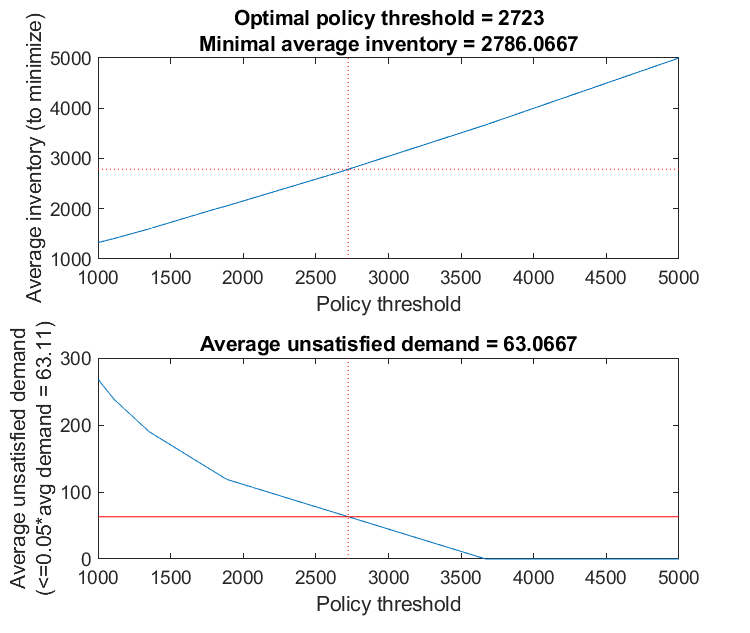 Optimal policy threshold = 2723
Minimal average inventory = 2786.0667
Average inventory (to minimize)
5000
4000
3000
2000
1000
1000 1500 2000 2500 3000 3500 4000 4500 5000
Policy threshold
Average unsatisfied demand = 63.0667
Average unsatisfied demand
(<=0.05*avg demand = 63.11)
300
200
100
0
1000 1500 2000 2500 3000 3500 4000 4500 5000
Policy threshold